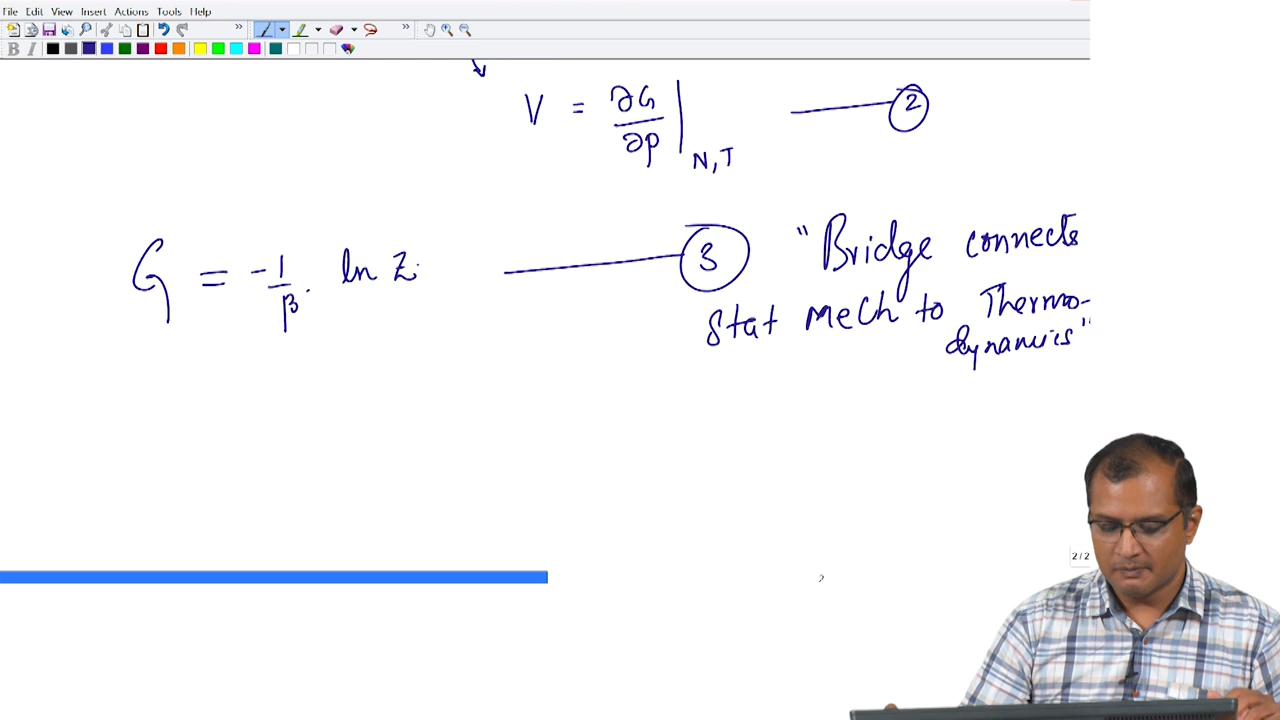 File Edit View Insert Actions Tools Help
B I
V = ∂G/∂P |N,T ——— 2
G = -1/β. ln Z. ——— 3 "Bridge connects
Stat Mech to Thermo-
dynamics"
2 / 2
2